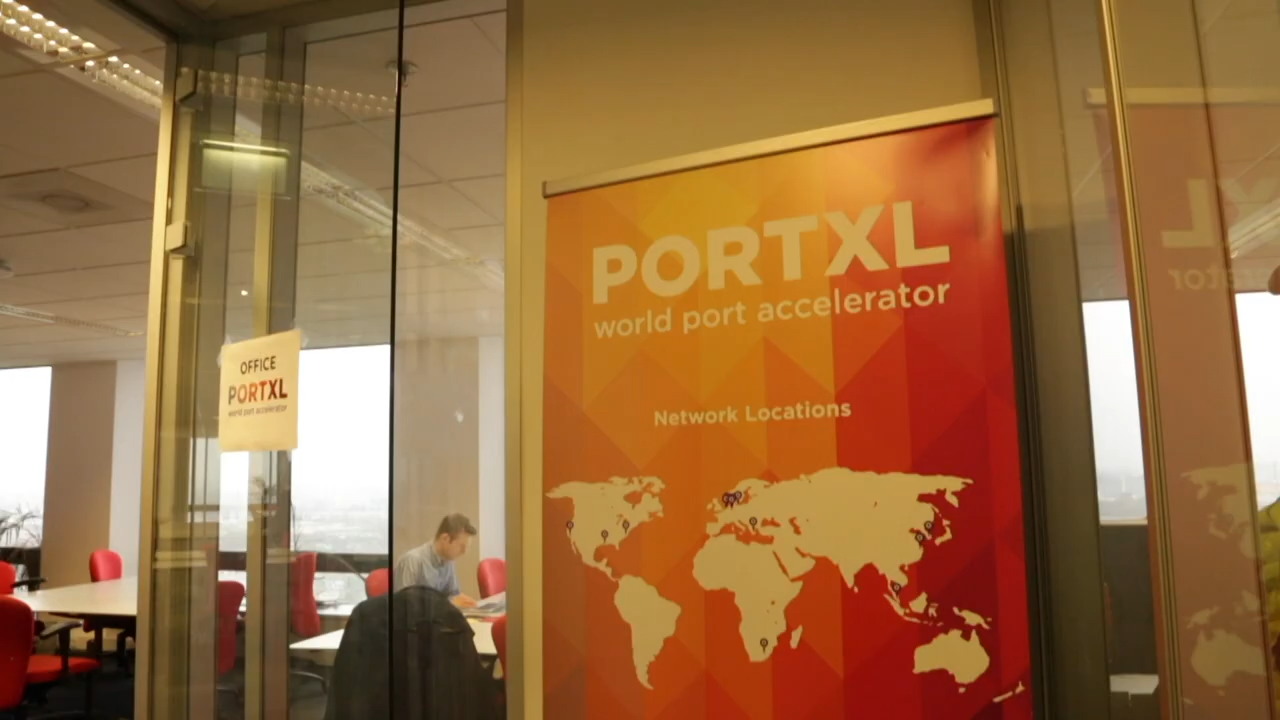 OFFICE
PORTXL
world port accelerator
PORTXL
world port accelerator
Network Locations